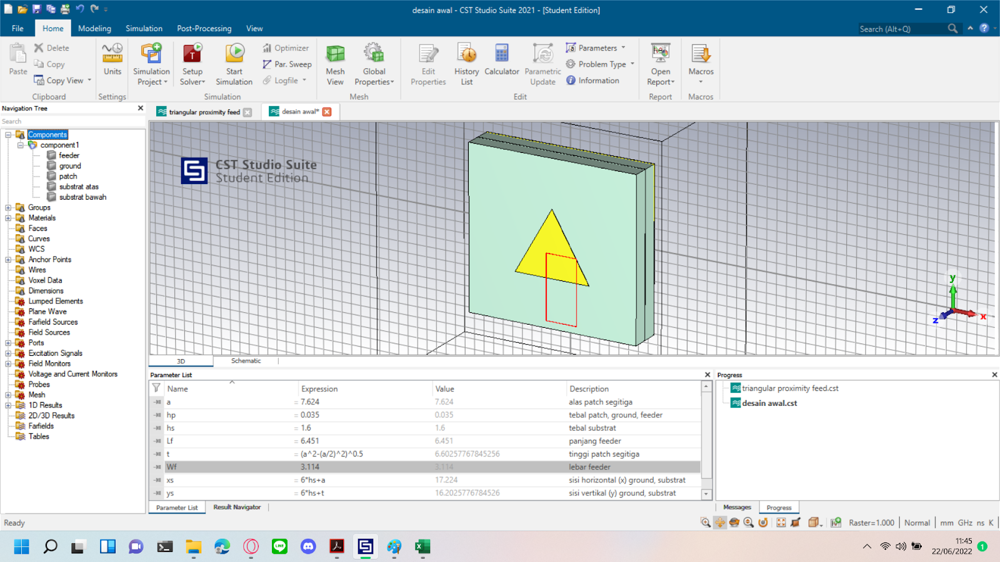 desain awal - CST Studio Suite 2021 - [Student Edition]
File Home Modeling Simulation Post-Processing View
Search (Alt+Q)
Paste
Delete
Copy
Copy View
Clipboard
Units
Settings
Simulation Project
Setup Solver
Start Simulation
Optimizer
Par. Sweep
Logfile
Simulation
Mesh View
Global Properties
Mesh
Edit Properties
History List
Calculator
Parametric Update
Parameters
Problem Type
Information
Edit
Open Report
Report
Macros
Macros
Navigation Tree
Search
Components
component1
feeder
ground
patch
substrat atas
substrat bawah
Groups
Materials
Faces
Curves
WCS
Anchor Points
Wires
Voxel Data
Dimensions
Lumped Elements
Plane Wave
Farfield Sources
Field Sources
Ports
Excitation Signals
Field Monitors
Voltage and Current Monitors
Probes
Mesh
1D Results
2D/3D Results
Farfields
Tables
triangular proximity feed
desain awal*
CST Studio Suite
Student Edition
y
x
z
3D Schematic
Parameter List
Name Expression Value Description
a = 7.624 7.624 alas patch segitiga
hp = 0.035 0.035 tebal patch, ground, feeder
hs = 1.6 1.6 tebal substrat
Lf = 6.451 6.451 panjang feeder
t = (a^2-(a/2)^2)^0.5 6.60257767845256 tinggi patch segitiga
Wf 3.114 3.114 lebar feeder
xs = 6*hs+a 17.224 sisi horizontal (x) ground, substrat
ys = 6*hs+t 16.2025776784526 sisi vertikal (y) ground, substrat
Parameter List Result Navigator
Progress
triangular proximity feed.cst
desain awal.cst
Messages Progress
Ready
Raster=1.000 Normal mm GHz ns K
LINE
11:45
22/06/2022
1